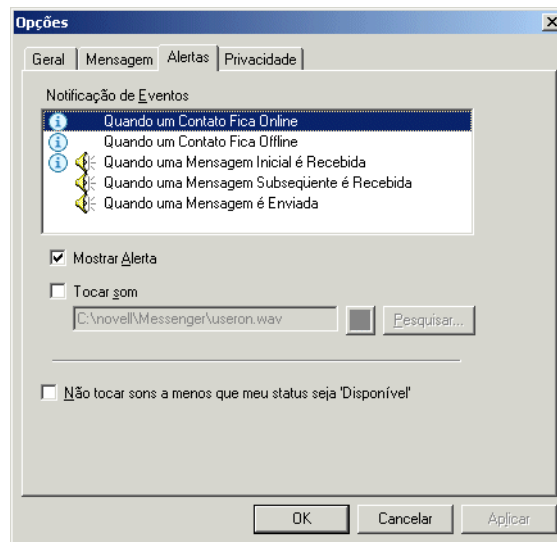 Opções
Geral Mensagem Alertas Privacidade
Notificação de Eventos
Quando um Contato Fica Online
Quando um Contato Fica Offline
Quando uma Mensagem Inicial é Recebida
Quando uma Mensagem Subseqüente é Recebida
Quando uma Mensagem é Enviada
Mostrar Alerta
Tocar som
C:\novell\Messenger\useron.wav Pesquisar...
Não tocar sons a menos que meu status seja 'Disponível'
OK Cancelar Aplicar